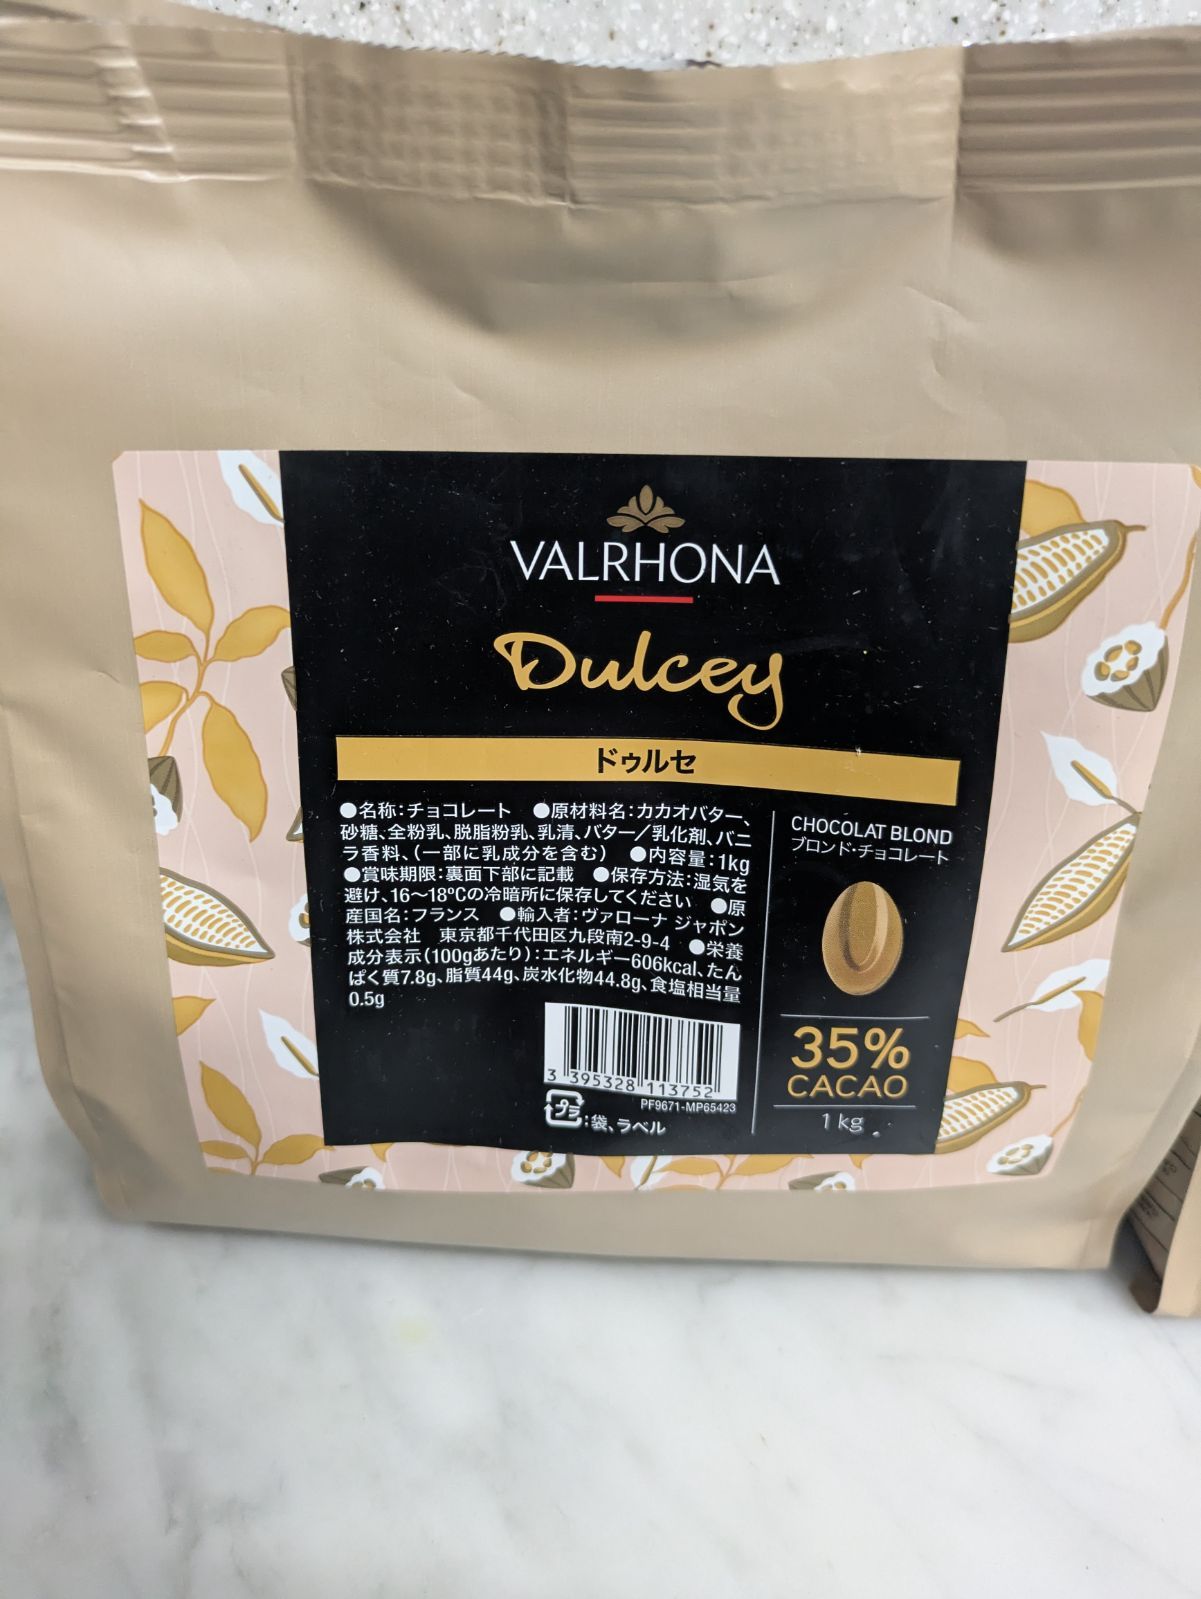 VALRHONA
Dulcey
ドゥルセ
●名称：チョコレート　●原材料名：カカオバター、
砂糖、全粉乳、脱脂粉乳、乳清、バター／乳化剤、バニ
ラ香料、（一部に乳成分を含む）　●内容量：1kg
●賞味期限：裏面下部に記載　●保存方法：湿気を
避け、16～18℃の冷暗所に保存してください　●原
産国名：フランス　●輸入者：ヴァローナ ジャポン
株式会社　東京都千代田区九段南2-9-4　●栄養
成分表示（100gあたり）：エネルギー606kcal、たん
ぱく質7.8g、脂質44g、炭水化物44.8g、食塩相当量
0.5g
3 395328 113752
PF9671-MP65423
プラ：袋、ラベル
CHOCOLAT BLOND
ブロンド・チョコレート
35%
CACAO
1 kg